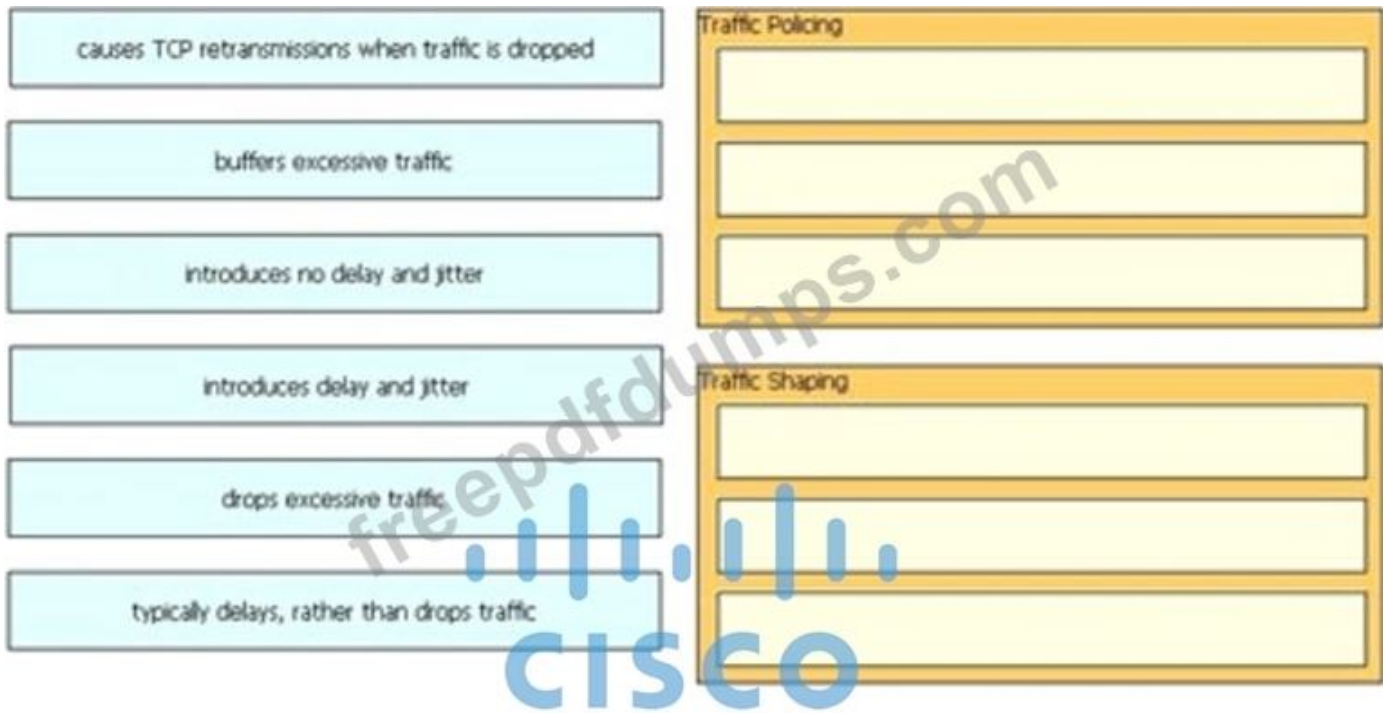 causes TCP retransmissions when traffic is dropped
buffers excessive traffic
introduces no delay and jitter
introduces delay and jitter
drops excessive traffic
typically delays, rather than drops traffic
Traffic Policing
Traffic Shaping
freepdfdumps.com
CISCO